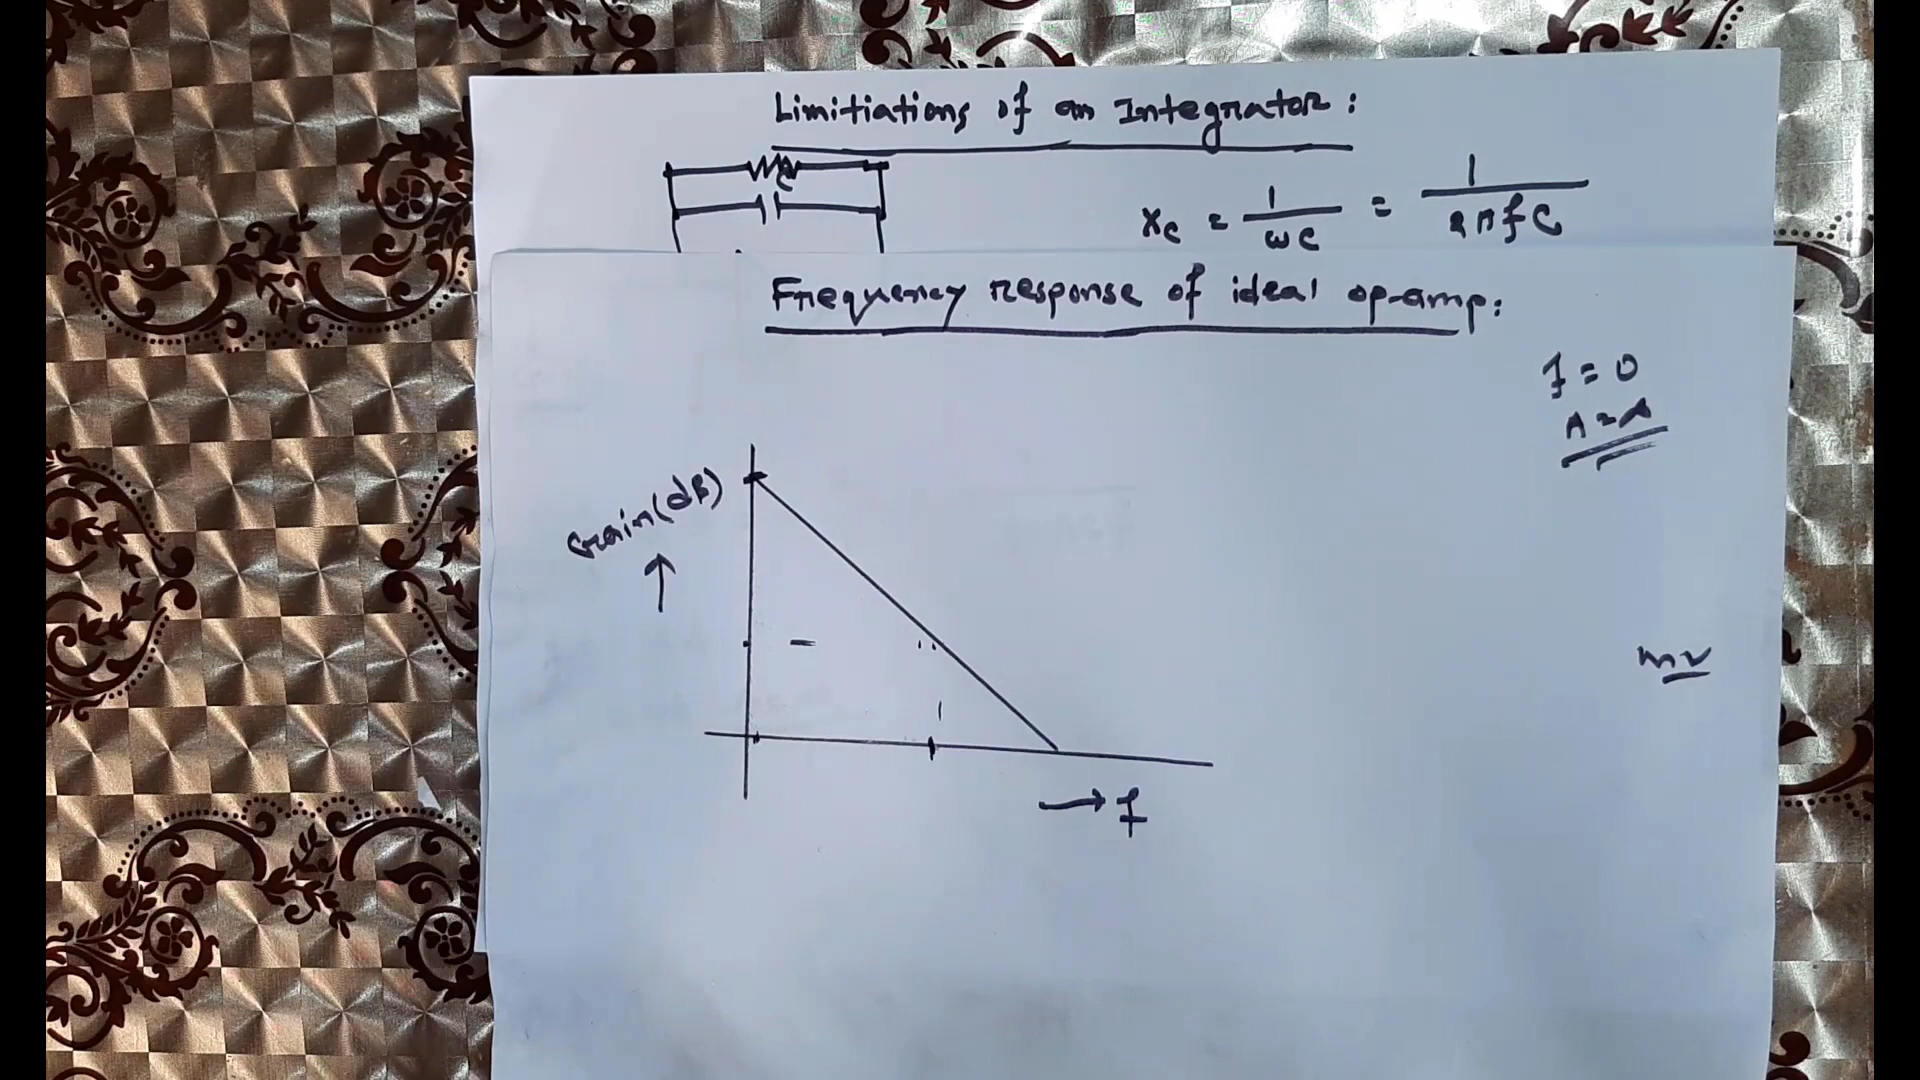 Limitiations of an Integrator:
C
Xc = 1/ωC = 1/2πfC
Frequency response of ideal op-amp:
f = 0
A = ∞
Gain(dB)
mv
f